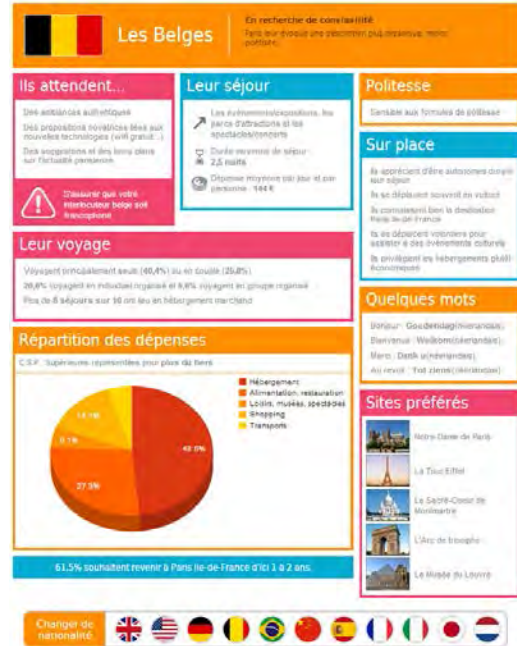 Les Belges
En recherche de convivialité
Ils attendent...
Des ambiances authentiques
Des propositions novatrices liées aux
nouvelles technologies (wifi gratuit...)
Des suggestions et des bons plans
sur l'actualité parisienne
S'assurer que votre
interlocuteur belge soit
francophone
Leur séjour
Les événements/expositions, les
parcs d'attractions et les
spectacles/concerts
Durée moyenne de séjour :
2,5 nuits
Dépense moyenne par jour et par
personne : 144 €
Politesse
Sensible aux formules de politesse
Sur place
Ils apprécient d'être autonomes durant
leur séjour
Ils se déplacent souvent en voiture
Ils connaissent bien la destination
Paris Ile-de-France
Ils se déplacent volontiers pour
assister à des événements culturels
Ils privilégient les hébergements plutôt
économiques
Leur voyage
Voyagent principalement seuls (40,4%) ou en couple (25,8%)
en individuel organisé et voyagent en groupe organisé
Plus de 8 séjours sur 10 ont lieu en hébergement marchand
Quelques mots
Bonjour : Goedendag(néerlandais)
Bienvenue : Welkom(néerlandais)
Merci : Dank u(néerlandais)
Au revoir : Tot ziens(néerlandais)
Répartition des dépenses
C.S.P : Supérieures représentées pour plus du tiers
Hébergement
Alimentation, restauration
Loisirs, musées, spectacles
Shopping
Transports
27.3%
Sites préférés
Notre-Dame de Paris
La Tour Eiffel
Le Sacré-Coeur de
Montmartre
L'Arc de triomphe
Le Musée du Louvre
61,5% souhaitent revenir à Paris Ile-de-France d'ici 1 à 2 ans.
Changer de
nationalité